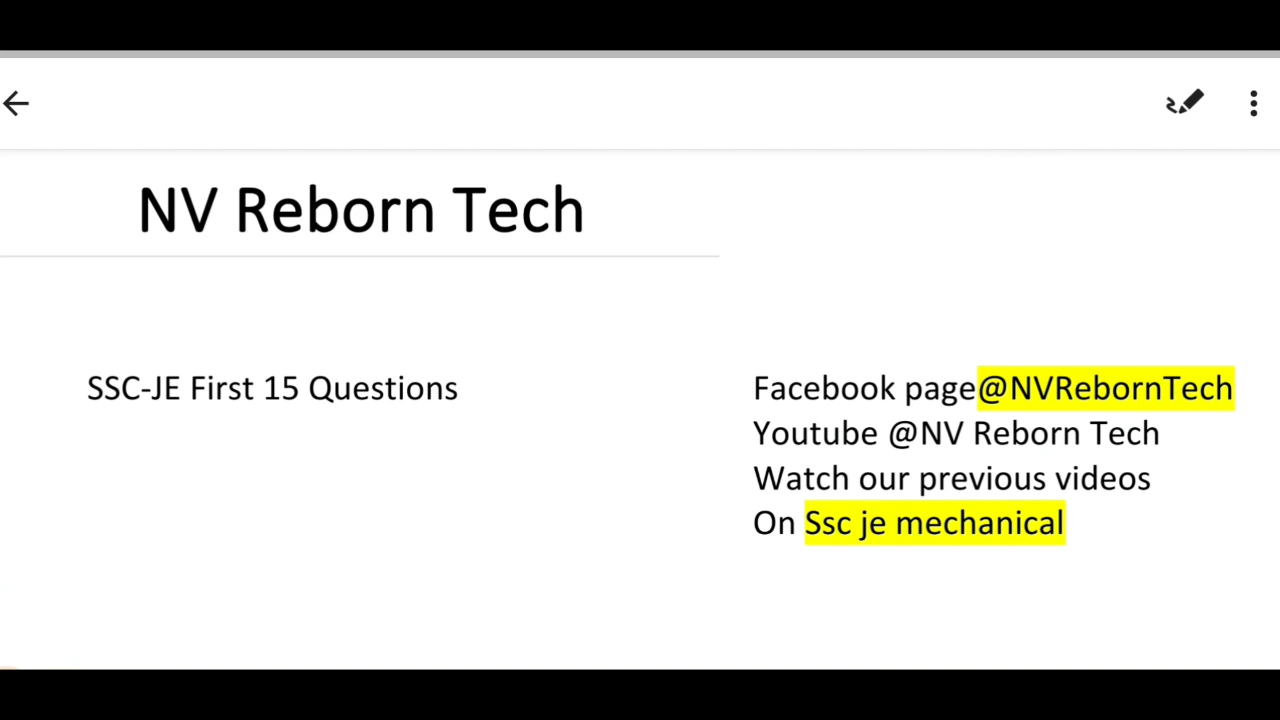 NV Reborn Tech
SSC-JE First 15 Questions
Facebook page@NVRebornTech
Youtube @NV Reborn Tech
Watch our previous videos
On Ssc je mechanical